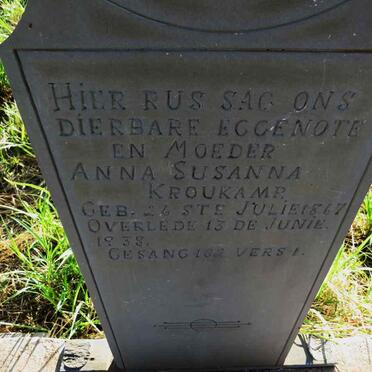 HIER RUS SAG ONS
DIERBARE EGGENOTE
EN MOEDER
ANNA SUSANNA
KROUKAMP
GEB. 26 STE JULIE 1867
OVERLEDE 13 DE JUNIE.
1938.
GESANG 162 VERS 1.